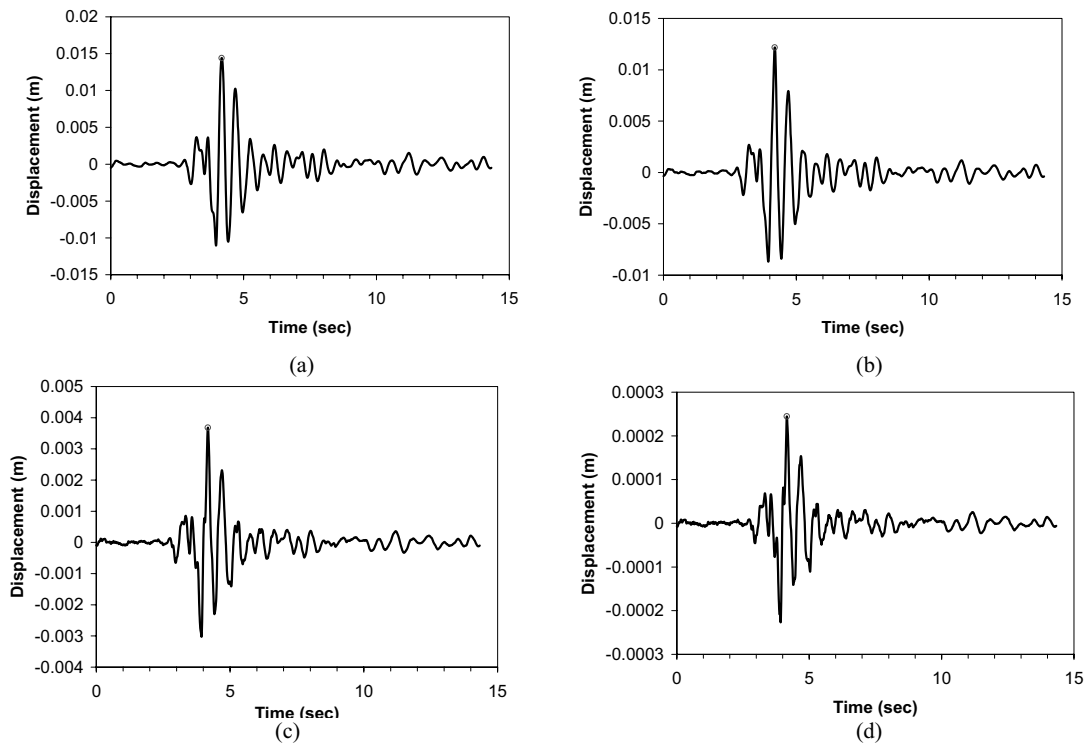 0.02
0.015
0.01
0.005
0
-0.005
-0.01
-0.015
Displacement (m)
0 5 10 15
Time (sec)
(a)
0.015
0.01
0.005
0
-0.005
-0.01
Displacement (m)
0 5 10 15
Time (sec)
(b)
0.005
0.004
0.003
0.002
0.001
0
-0.001
-0.002
-0.003
-0.004
Displacement (m)
0 5 10 15
Time (sec)
(c)
0.0003
0.0002
0.0001
0
-0.0001
-0.0002
-0.0003
Displacement (m)
0 5 10 15
Time (sec)
(d)